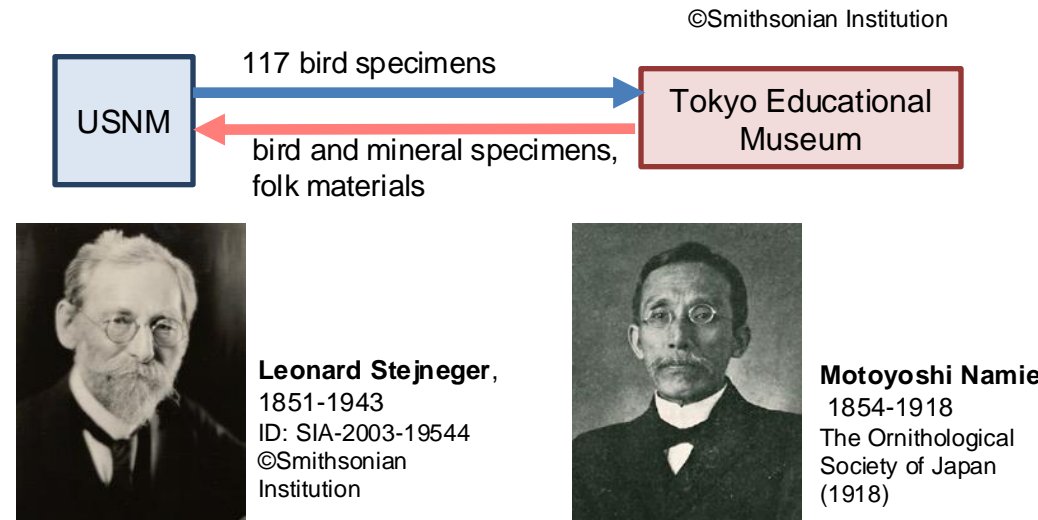 ©Smithsonian Institution
117 bird specimens
USNM
Tokyo Educational
Museum
bird and mineral specimens,
folk materials
Leonard Stejneger,
1851-1943
ID: SIA-2003-19544
©Smithsonian
Institution
Motoyoshi Namie
1854-1918
The Ornithological
Society of Japan
(1918)